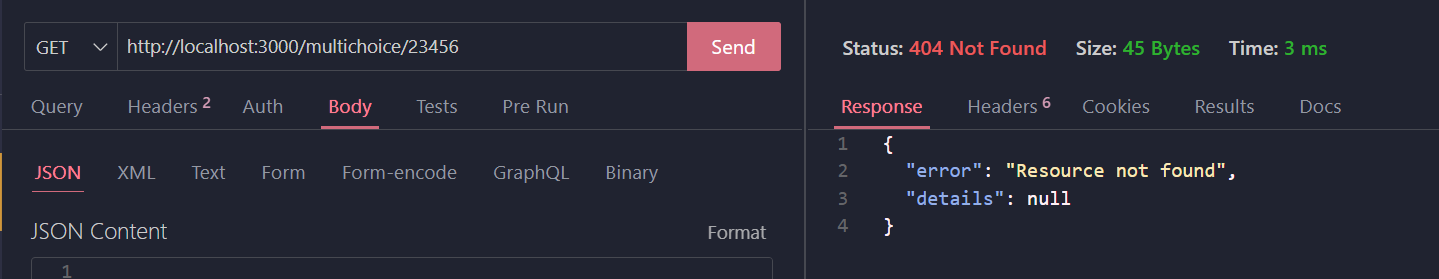 GET http://localhost:3000/multichoice/23456 Send
Query Headers 2 Auth Body Tests Pre Run
JSON XML Text Form Form-encode GraphQL Binary
JSON Content Format
1
Status: 404 Not Found Size: 45 Bytes Time: 3 ms
Response Headers 6 Cookies Results Docs
1 {
2 "error": "Resource not found",
3 "details": null
4 }